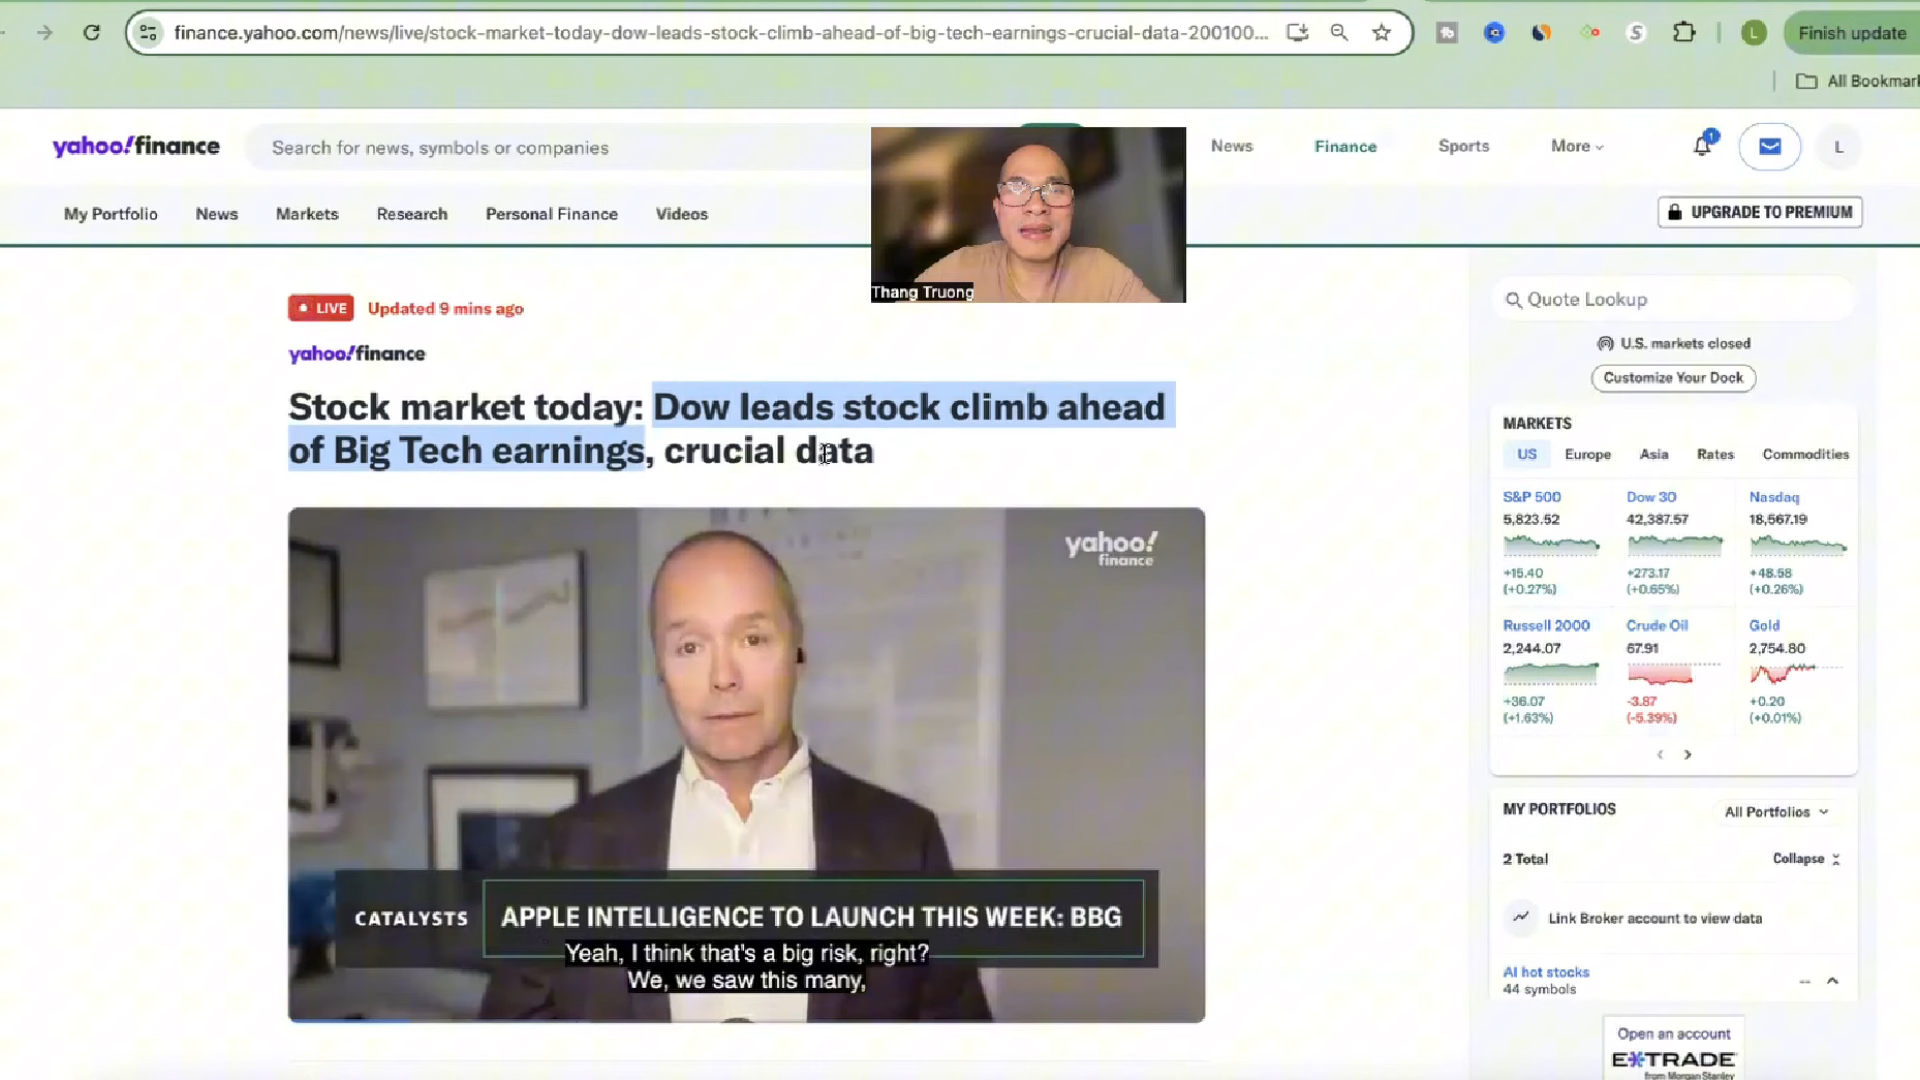 finance.yahoo.com/news/live/stock-market-today-dow-leads-stock-climb-ahead-of-big-tech-earnings-crucial-data-200100...
L
Finish update
All Bookmark
yahoo!finance
Search for news, symbols or companies
News
Finance
Sports
More
1
L
My Portfolio
News
Markets
Research
Personal Finance
Videos
UPGRADE TO PREMIUM
Thang Truong
LIVE
Updated 9 mins ago
yahoo!finance
Stock market today: Dow leads stock climb ahead
of Big Tech earnings, crucial data
yahoo!
finance
CATALYSTS
APPLE INTELLIGENCE TO LAUNCH THIS WEEK: BBG
Yeah, I think that's a big risk, right?
We, we saw this many,
Quote Lookup
U.S. markets closed
Customize Your Dock
MARKETS
US
Europe
Asia
Rates
Commodities
S&P 500
5,823.52
+15.40
(+0.27%)
Dow 30
42,387.57
+273.17
(+0.65%)
Nasdaq
18,567.19
+48.58
(+0.26%)
Russell 2000
2,244.07
+36.07
(+1.63%)
Crude Oil
67.91
-3.87
(-5.39%)
Gold
2,754.80
+0.20
(+0.01%)
MY PORTFOLIOS
All Portfolios
2 Total
Collapse
Link Broker account to view data
AI hot stocks
44 symbols
--
Open an account
E*TRADE
from Morgan Stanley